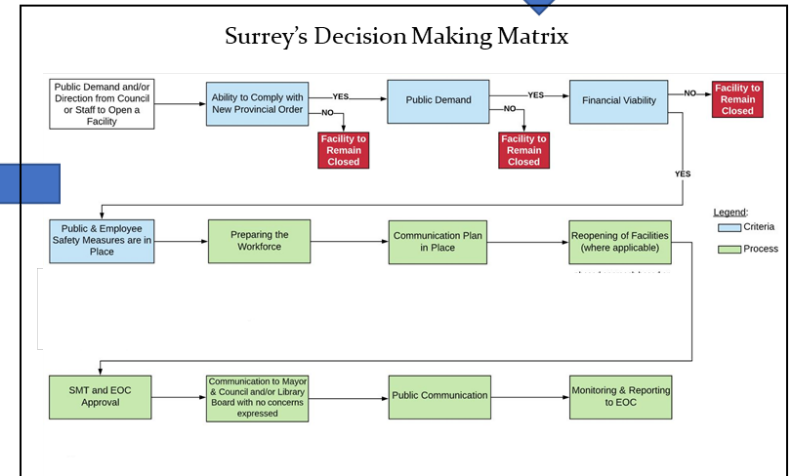 Surrey's Decision Making Matrix
Public Demand and/or
Direction from Council
or Staff to Open a
Facility
Ability to Comply with
New Provincial Order
YES
NO
Facility to
Remain
Closed
Public Demand
YES
NO
Facility to
Remain
Closed
Financial Viability
NO
Facility to
Remain
Closed
YES
Public & Employee
Safety Measures are in
Place
Preparing the
Workforce
Communication Plan
in Place
Reopening of Facilities
(where applicable)
Legend:
Criteria
Process
SMT and EOC
Approval
Communication to Mayor
& Council and/or Library
Board with no concerns
expressed
Public Communication
Monitoring & Reporting
to EOC